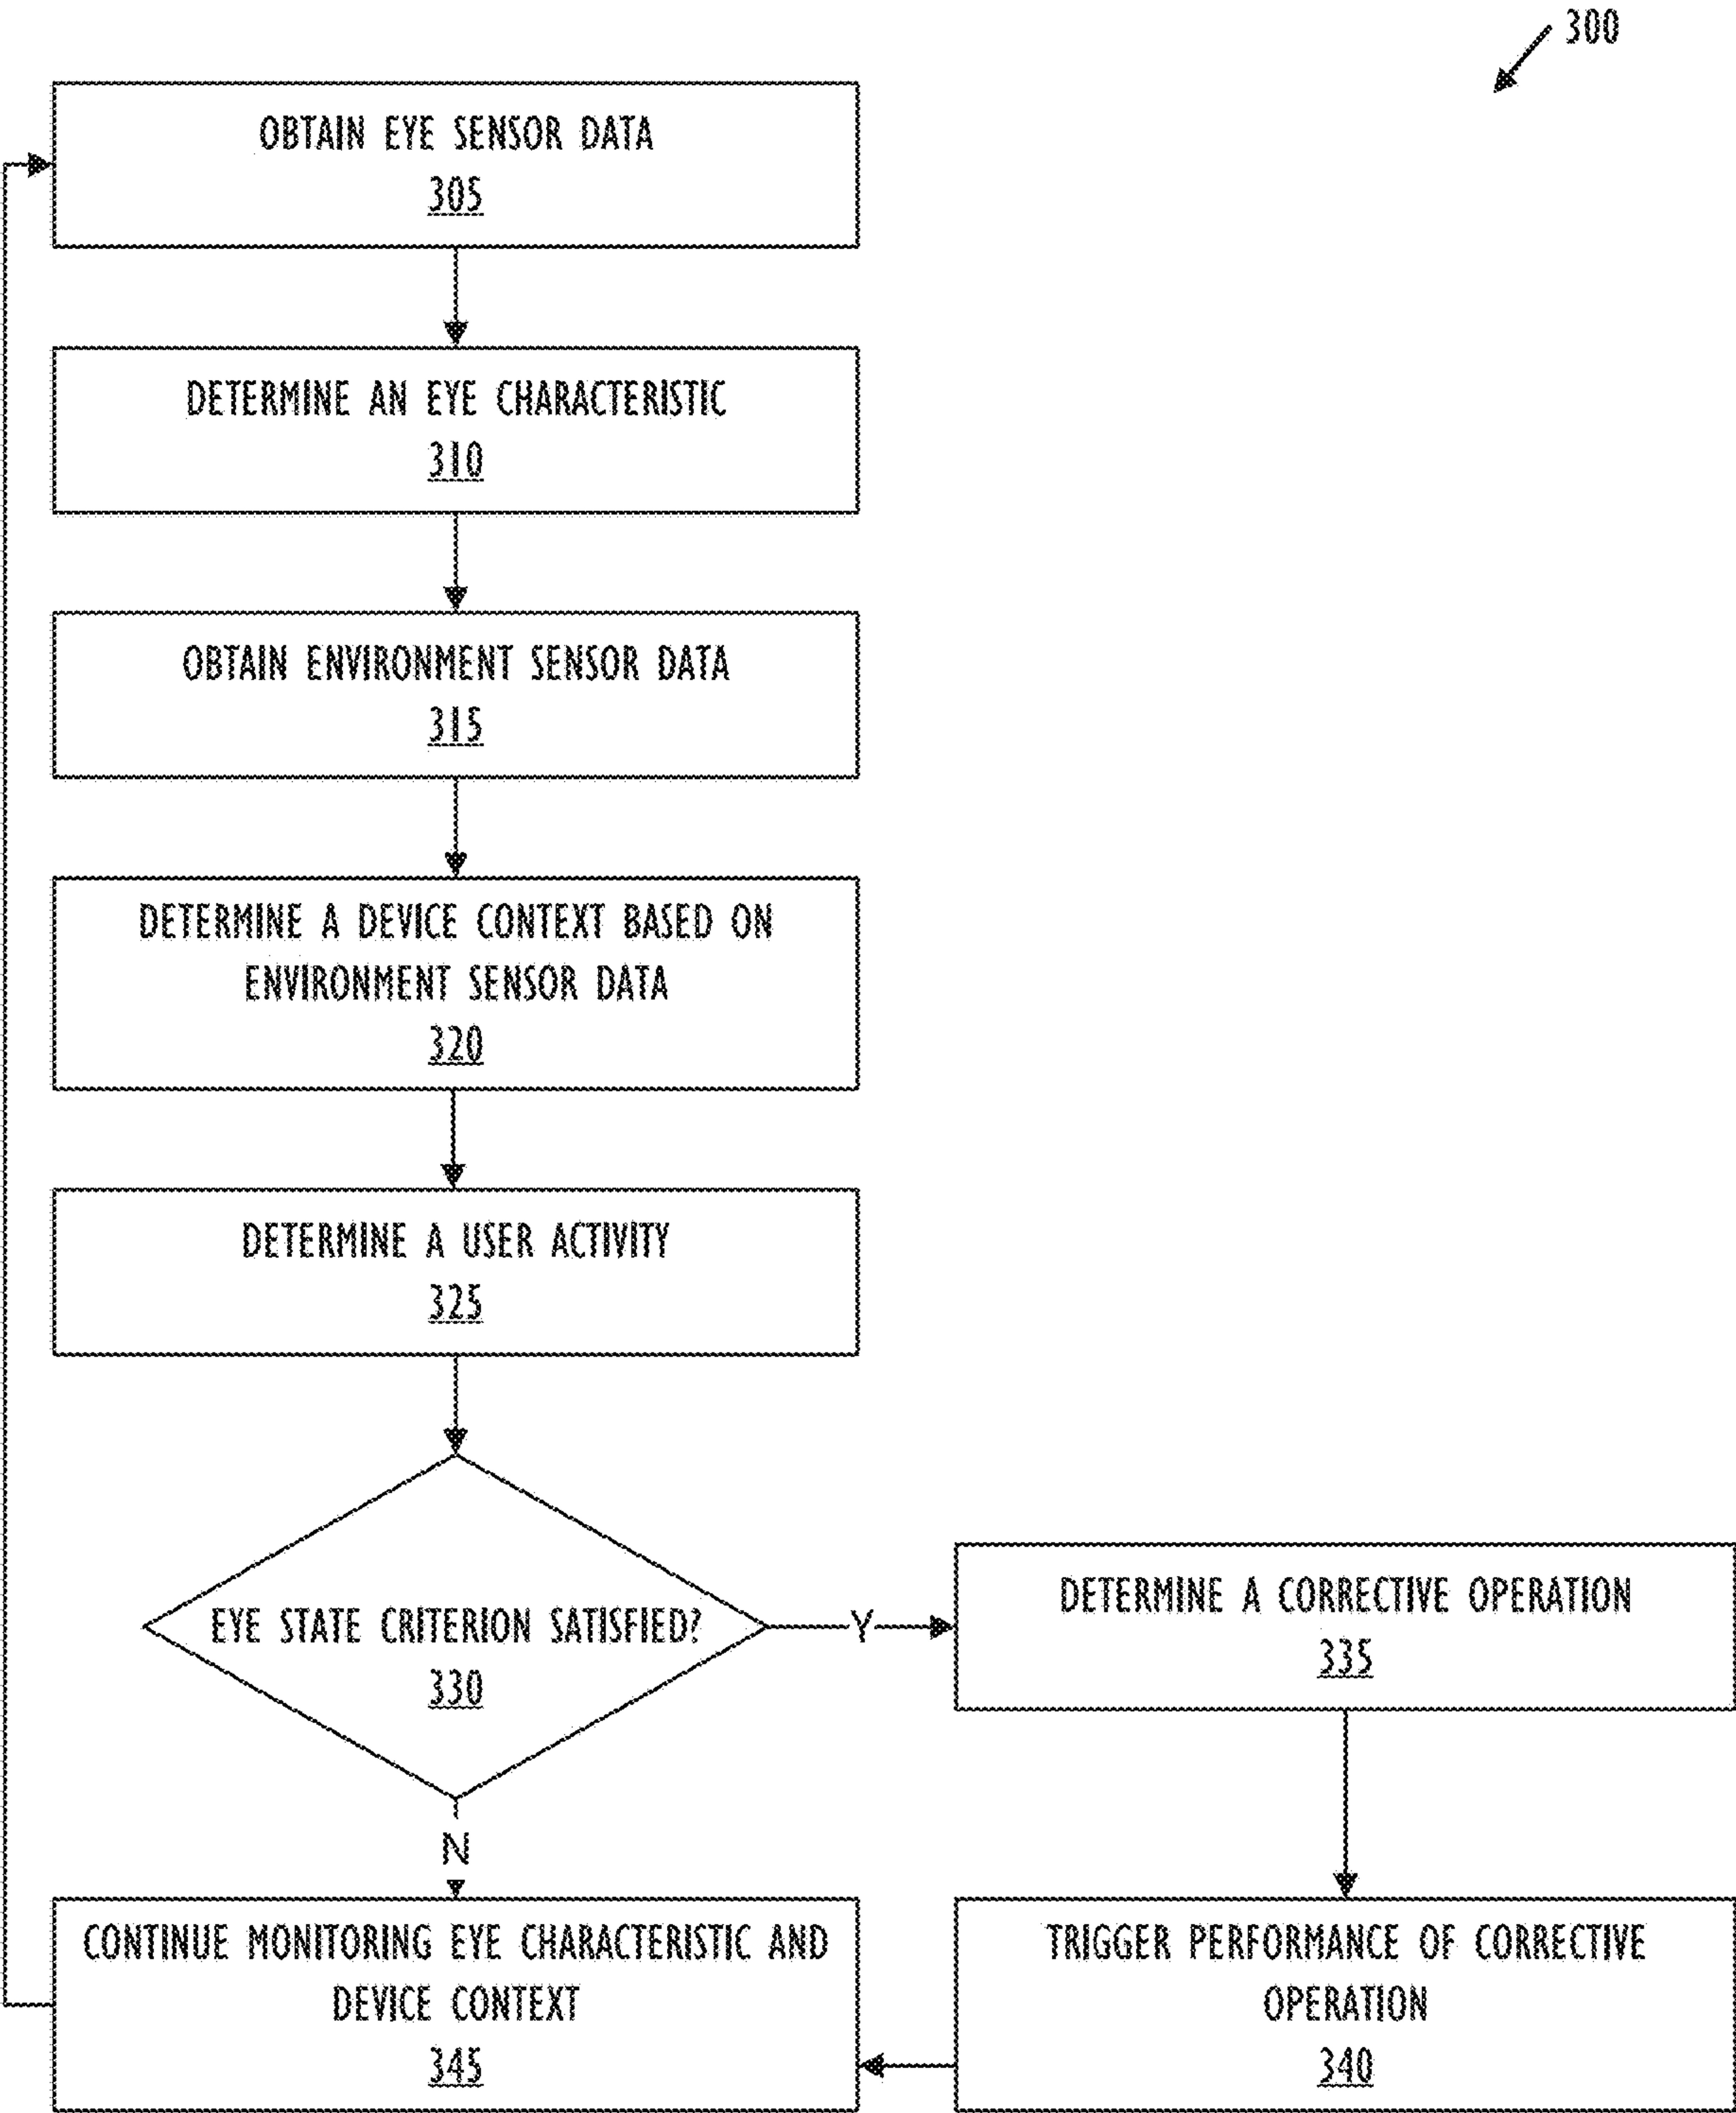 300
OBTAIN EYE SENSOR DATA
305
DETERMINE AN EYE CHARACTERISTIC
310
OBTAIN ENVIRONMENT SENSOR DATA
315
DETERMINE A DEVICE CONTEXT BASED ON
ENVIRONMENT SENSOR DATA
320
DETERMINE A USER ACTIVITY
325
EYE STATE CRITERION SATISFIED?
330
Y
DETERMINE A CORRECTIVE OPERATION
335
N
CONTINUE MONITORING EYE CHARACTERISTIC AND
DEVICE CONTEXT
345
TRIGGER PERFORMANCE OF CORRECTIVE
OPERATION
340